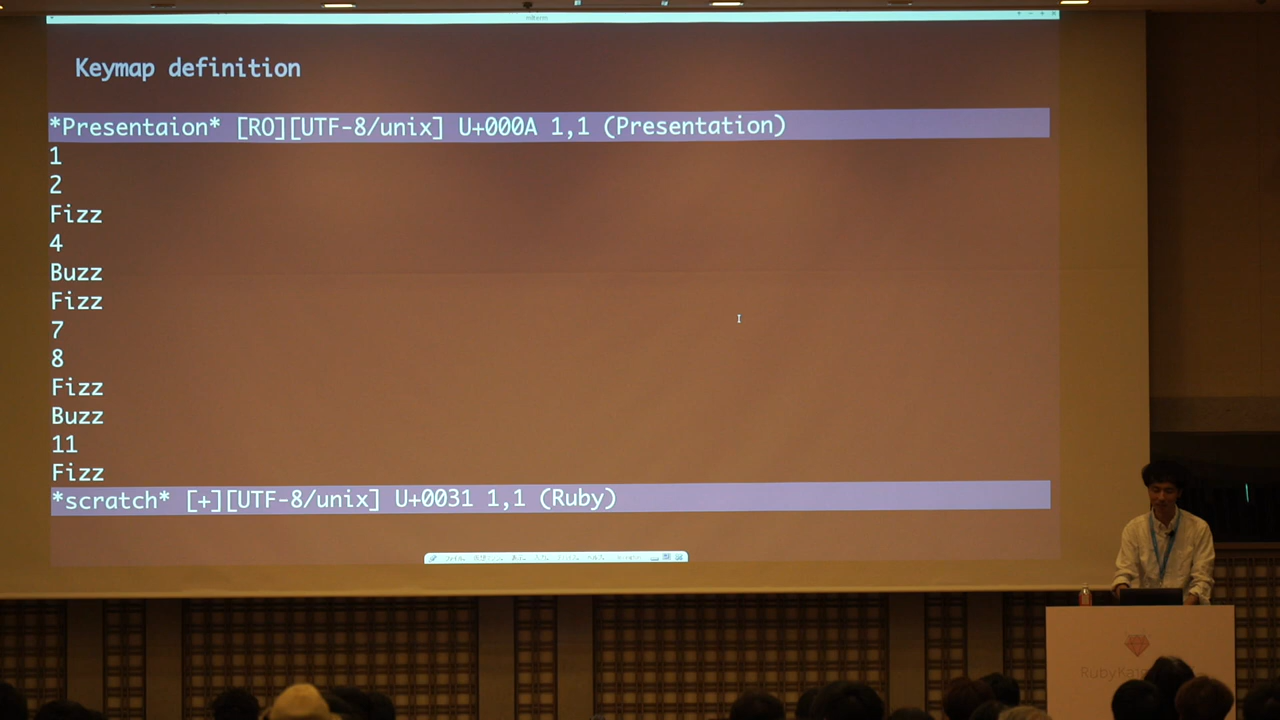 mlterm
Keymap definition
*Presentaion* [RO][UTF-8/unix] U+000A 1,1 (Presentation)
1
2
Fizz
4
Buzz
Fizz
7
8
Fizz
Buzz
11
Fizz
*scratch* [+][UTF-8/unix] U+0031 1,1 (Ruby)